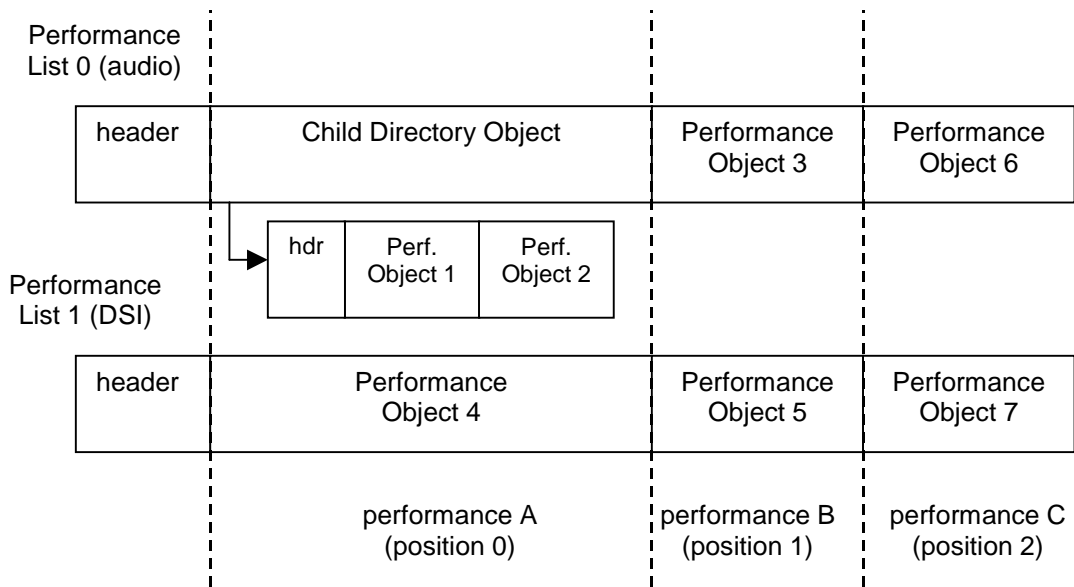 Performance
List 0 (audio)
header
Child Directory Object
Performance
Object 3
Performance
Object 6
hdr
Perf.
Object 1
Perf.
Object 2
Performance
List 1 (DSI)
header
Performance
Object 4
Performance
Object 5
Performance
Object 7
performance A
(position 0)
performance B
(position 1)
performance C
(position 2)